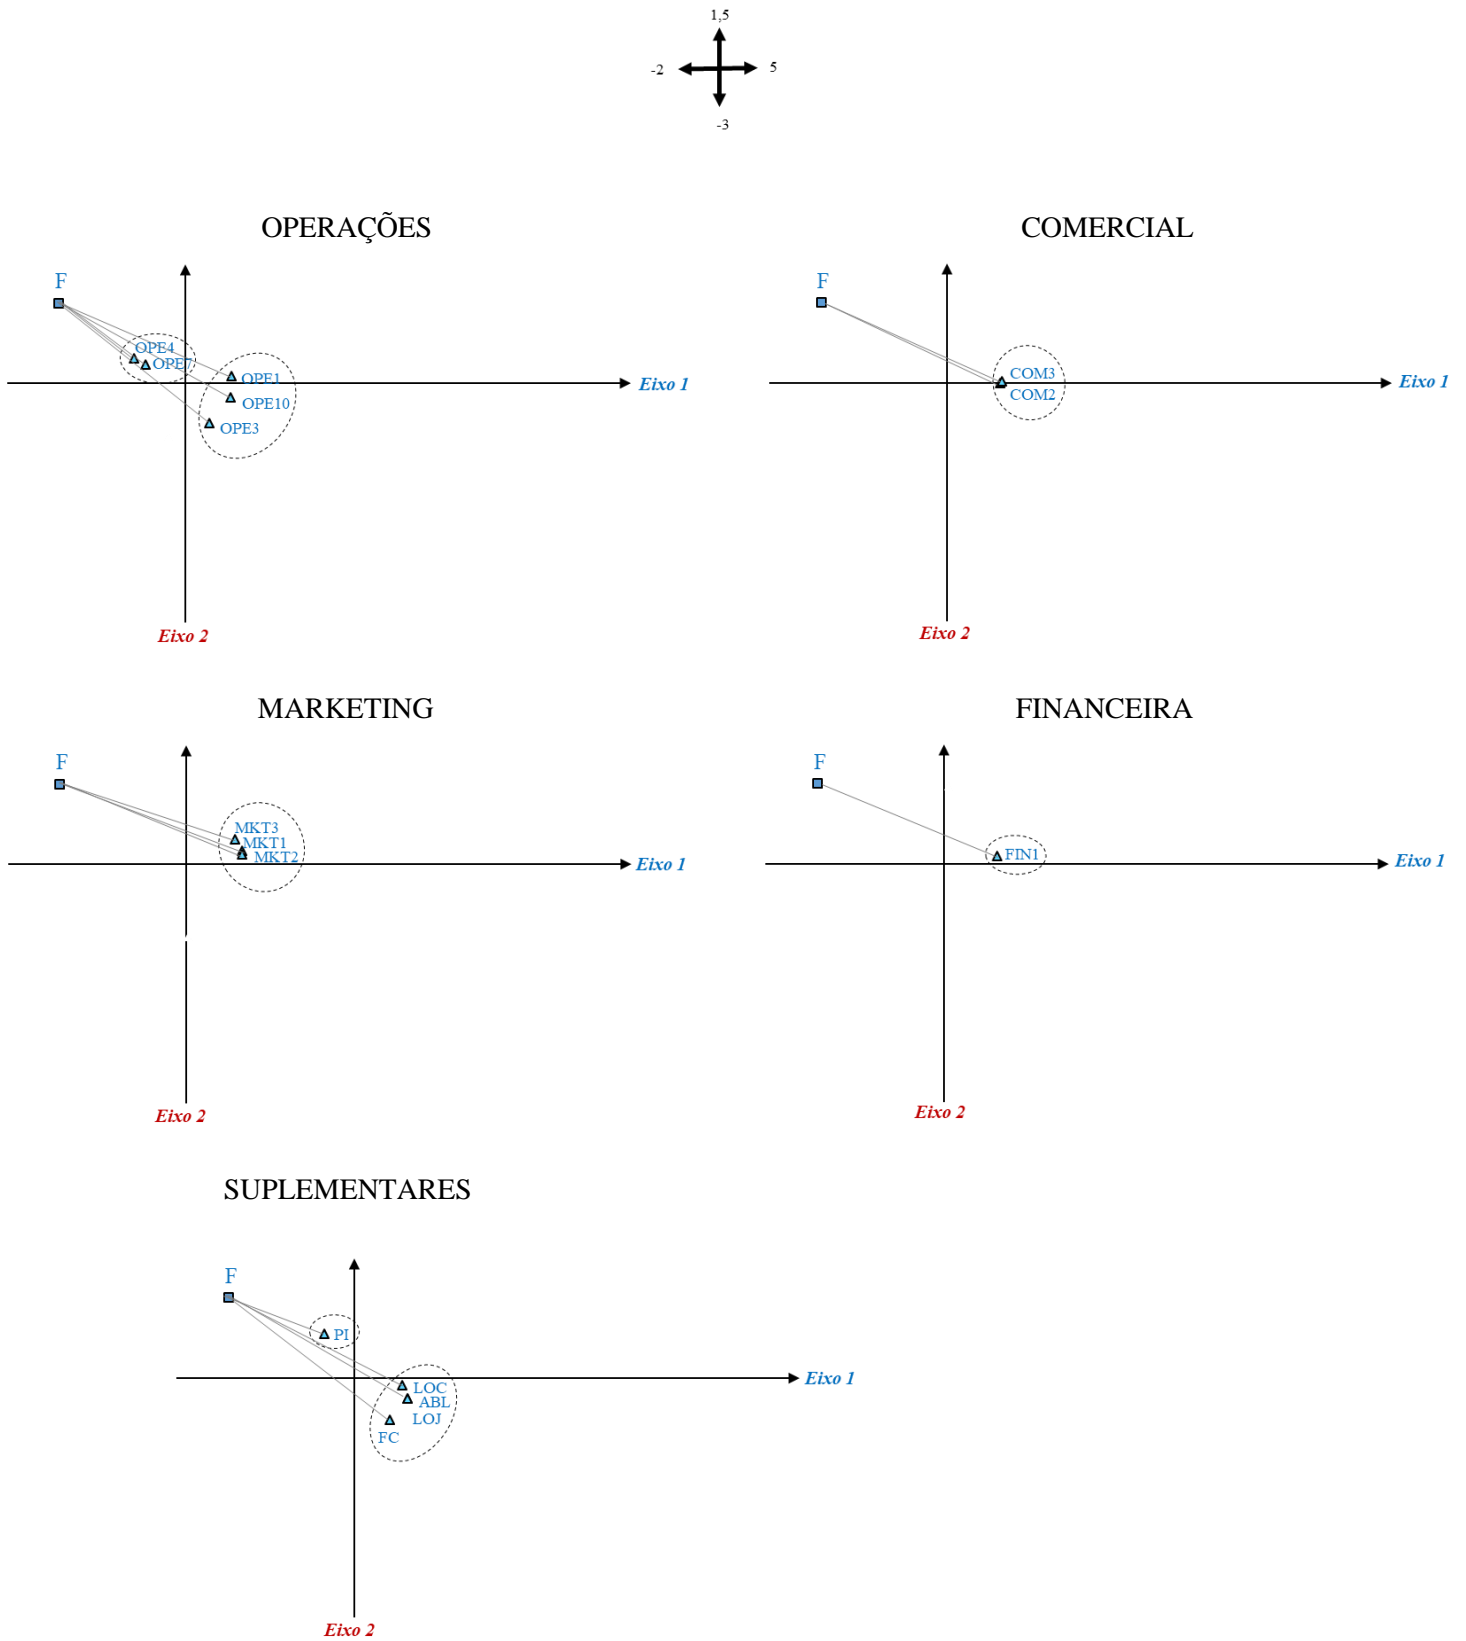 1,5
-2
5
-3
OPERAÇÕES
F
OPE4
OPE7
OPE1
OPE10
OPE3
Eixo 1
Eixo 2
COMERCIAL
F
COM3
COM2
Eixo 1
Eixo 2
MARKETING
F
MKT3
MKT1
MKT2
Eixo 1
Eixo 2
FINANCEIRA
F
FIN1
Eixo 1
Eixo 2
SUPLEMENTARES
F
PI
LOC
ABL
LOJ
FC
Eixo 1
Eixo 2